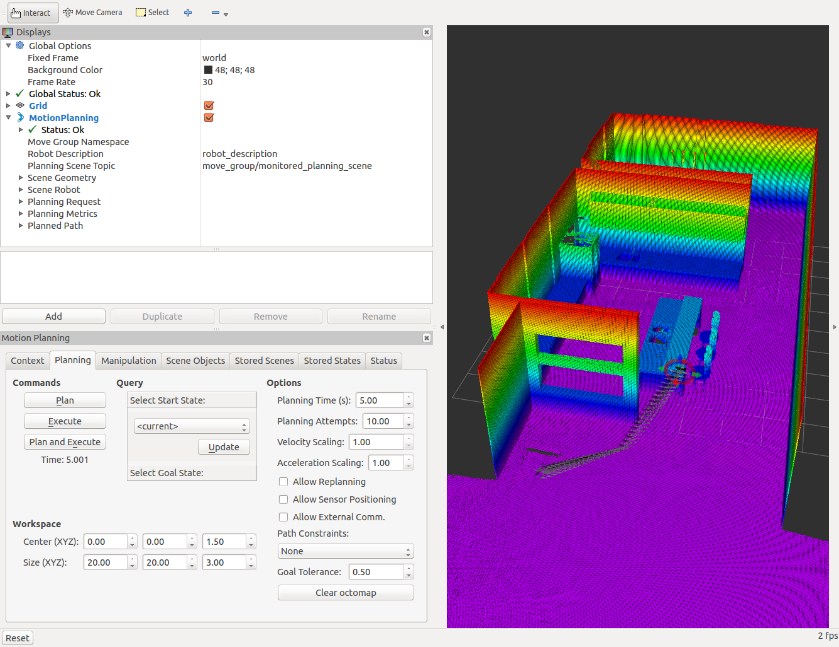 Interact Move Camera Select
Displays
Global Options
Fixed Frame world
Background Color 48; 48; 48
Frame Rate 30
Global Status: Ok
Grid
MotionPlanning
Status: Ok
Move Group Namespace
Robot Description robot_description
Planning Scene Topic move_group/monitored_planning_scene
Scene Geometry
Scene Robot
Planning Request
Planning Metrics
Planned Path
Add Duplicate Remove Rename
Motion Planning
Context Planning Manipulation Scene Objects Stored Scenes Stored States Status
Commands Query Options
Plan Select Start State: Planning Time (s): 5.00
Execute <current> Planning Attempts: 10.00
Plan and Execute Update Velocity Scaling: 1.00
Time: 5.001 Select Goal State: Acceleration Scaling: 1.00
Allow Replanning
Allow Sensor Positioning
Allow External Comm.
Workspace Path Constraints:
Center (XYZ): 0.00 0.00 1.50 None
Size (XYZ): 20.00 20.00 3.00 Goal Tolerance: 0.50
Clear octomap
Reset 2 fps